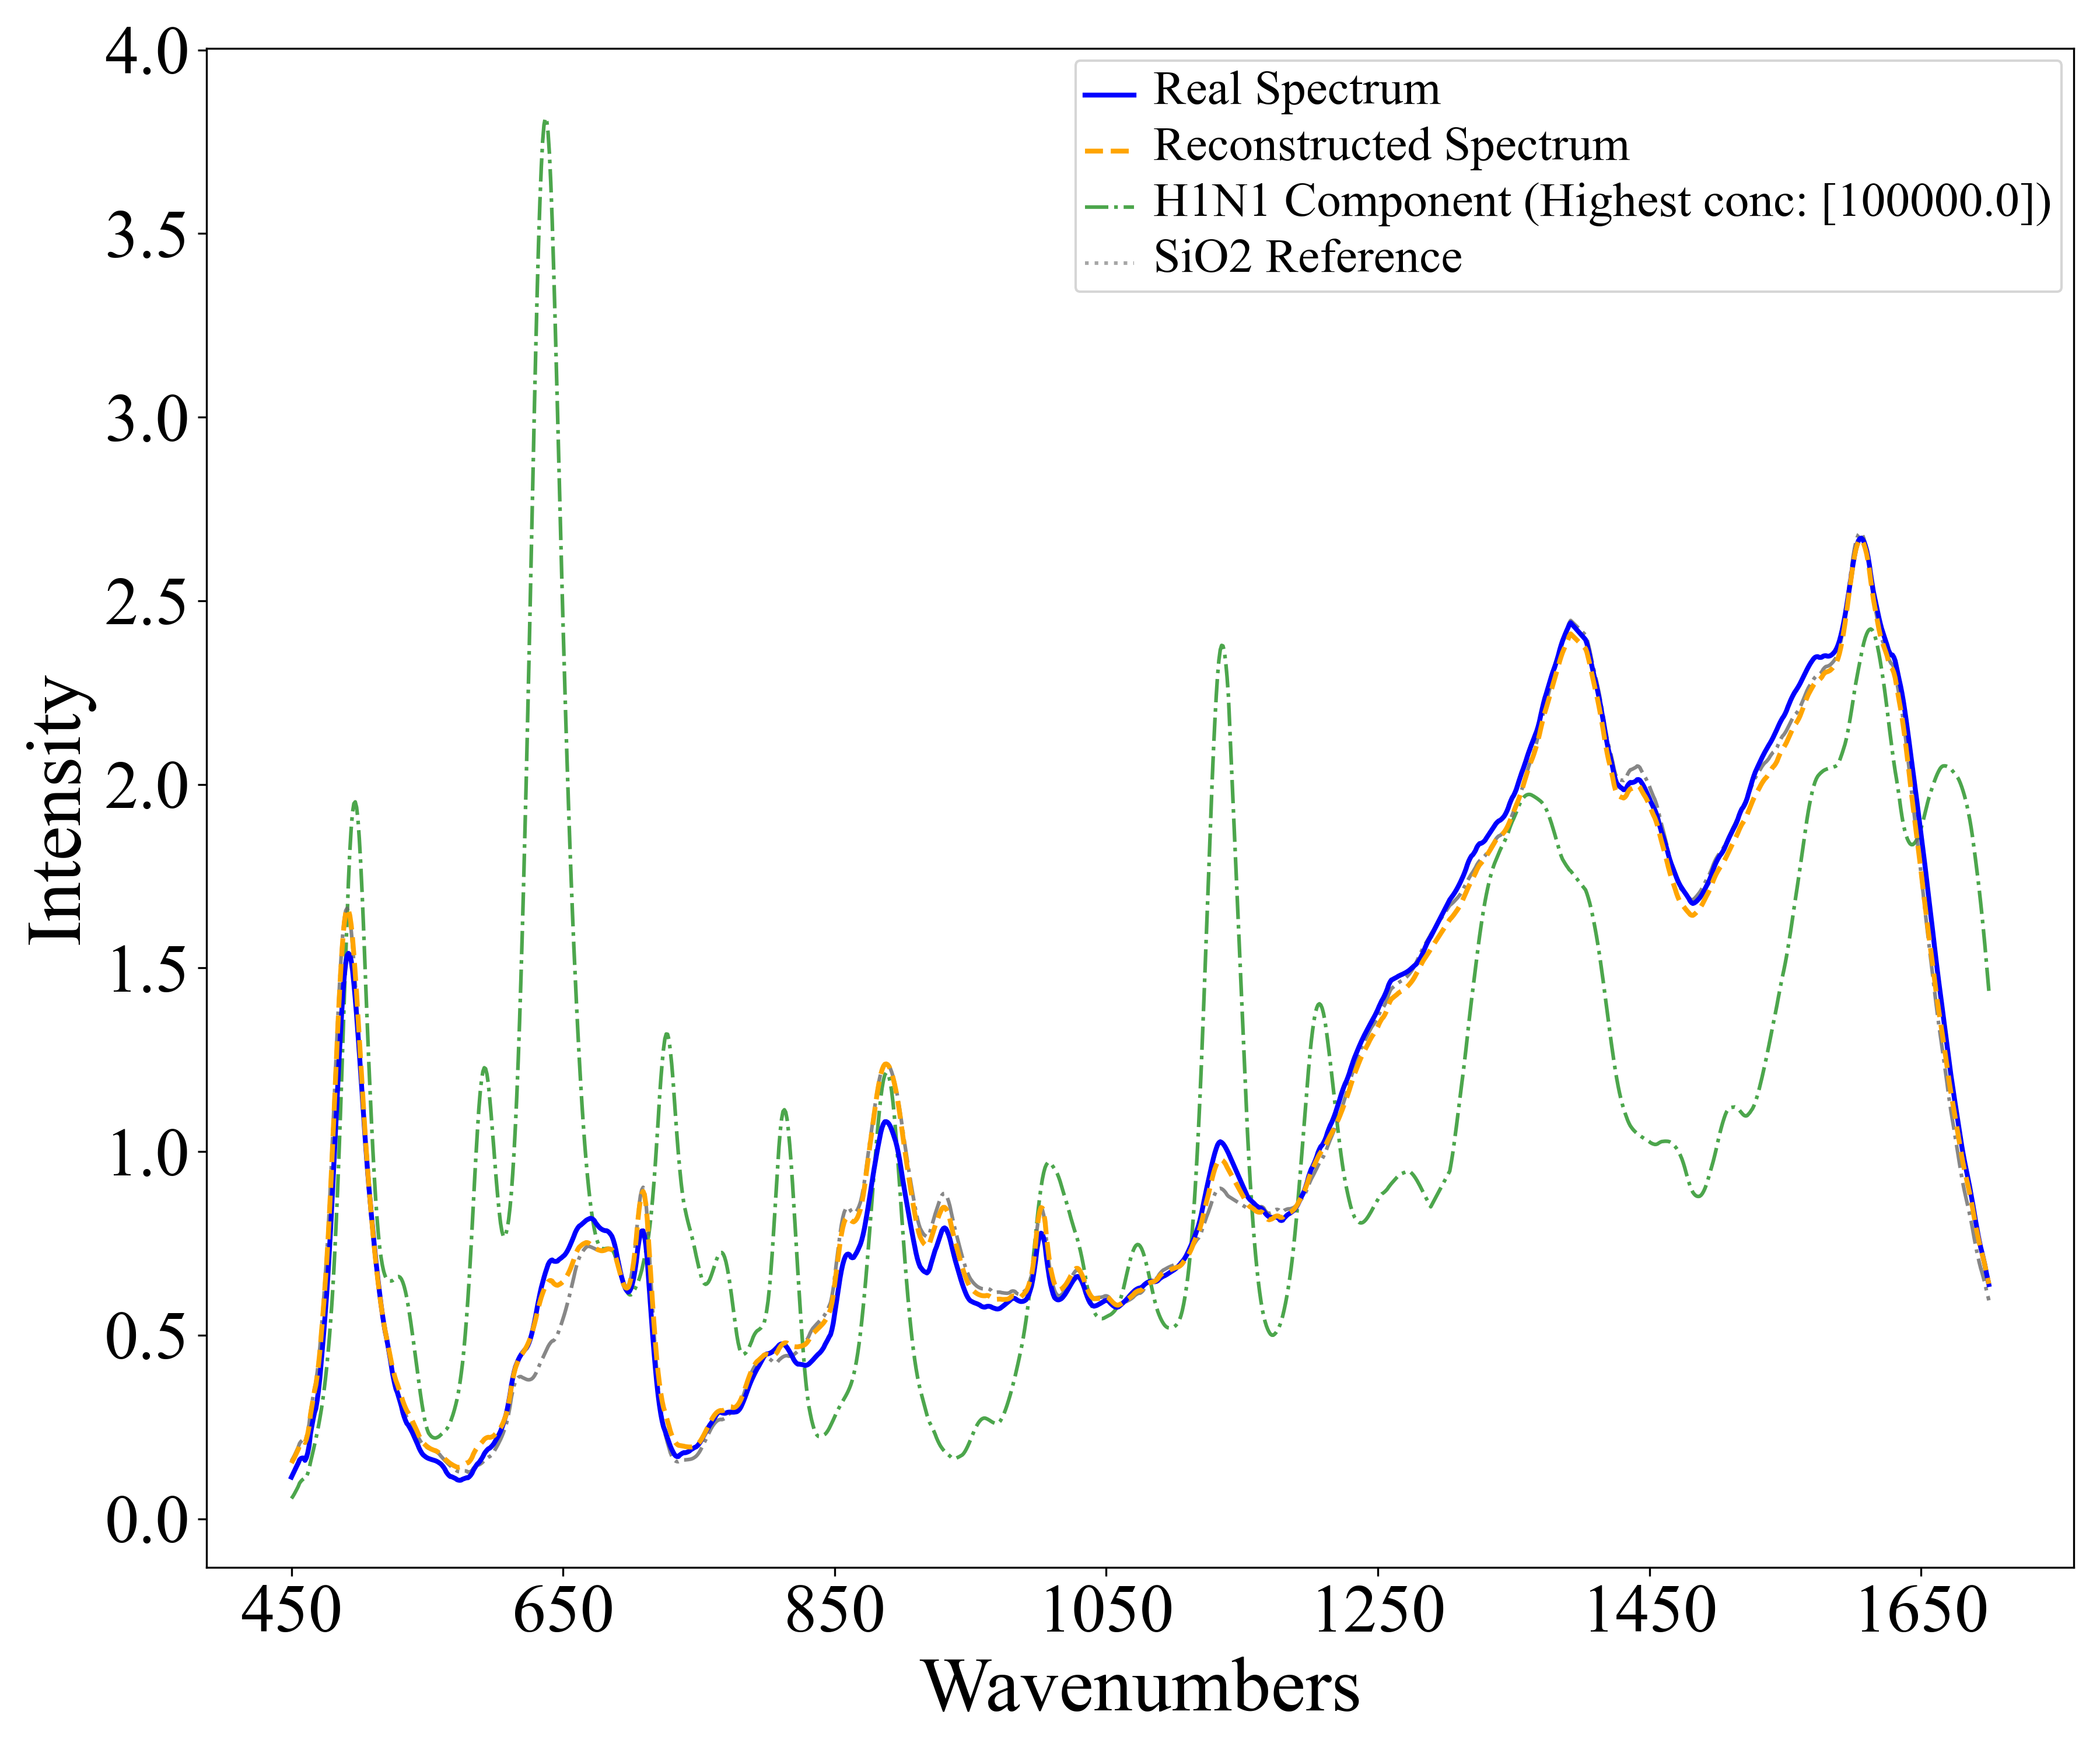 4.0
3.5
3.0
2.5
2.0
1.5
1.0
0.5
0.0
Intensity
Real Spectrum
Reconstructed Spectrum
H1N1 Component (Highest conc: [100000.0])
SiO2 Reference
450 650 850 1050 1250 1450 1650
Wavenumbers